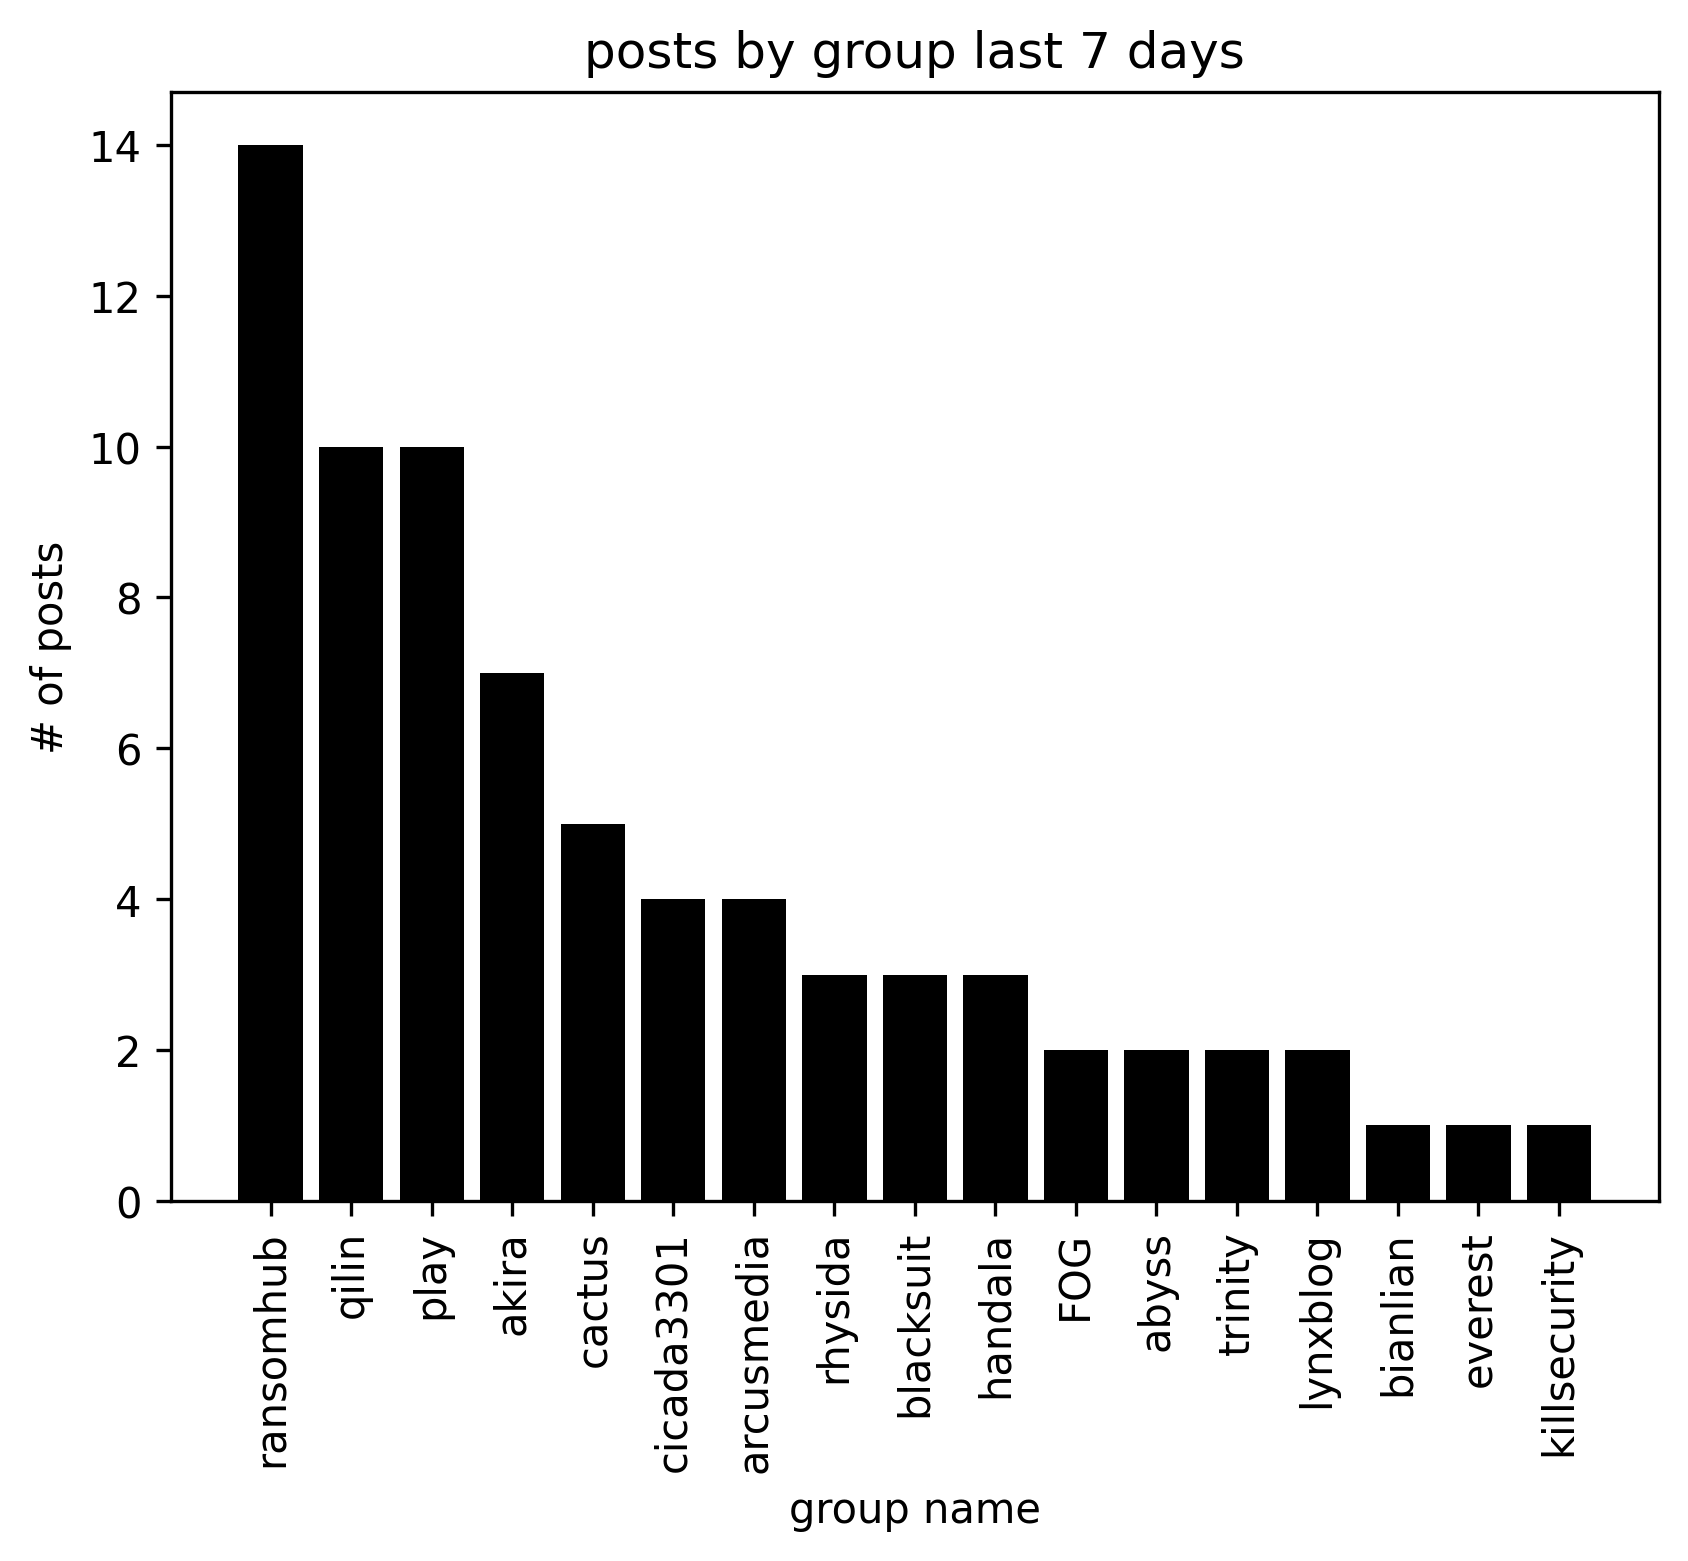 posts by group last 7 days
14
12
10
8
6
4
2
0
# of posts
ransomhub
qilin
play
akira
cactus
cicada3301
arcusmedia
rhysida
blacksuit
handala
FOG
abyss
trinity
lynxblog
bianlian
everest
killsecurity
group name